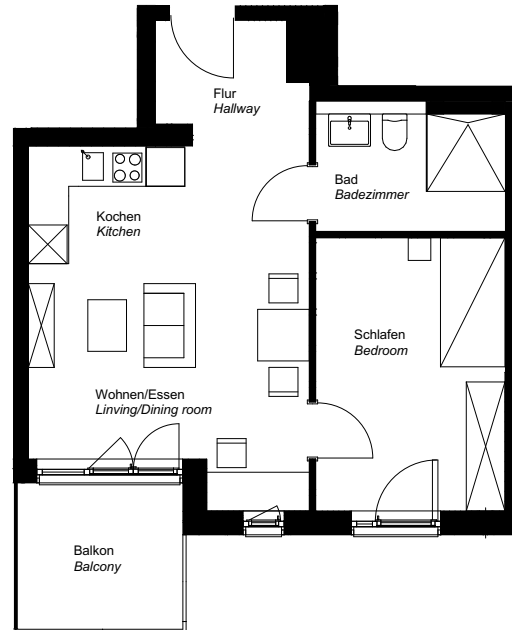 Flur
Hallway
Bad
Badezimmer
Kochen
Kitchen
Schlafen
Bedroom
Wohnen/Essen
Linving/Dining room
Balkon
Balcony